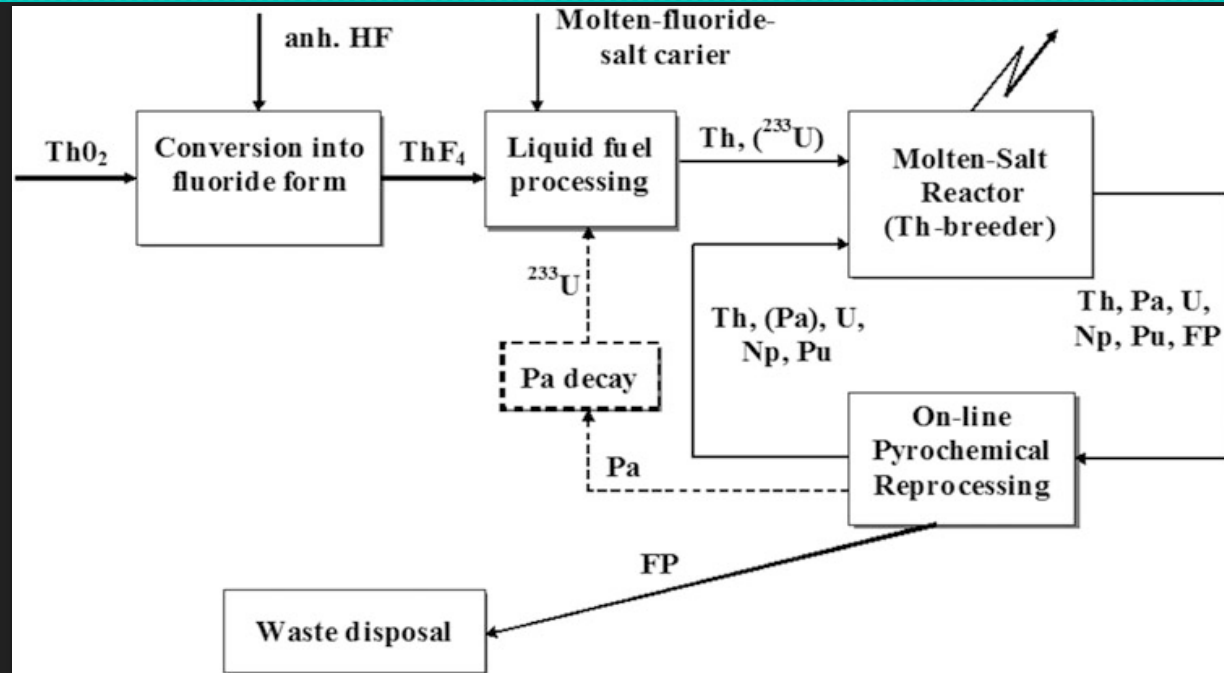 anh. HF
Molten-fluoride-
salt carier
Th0₂
Conversion into
fluoride form
ThF₄
Liquid fuel
processing
Th, (²³³U)
Molten-Salt
Reactor
(Th-breeder)
²³³U
Th, (Pa), U,
Np, Pu
Th, Pa, U,
Np, Pu, FP
Pa decay
Pa
On-line
Pyrochemical
Reprocessing
FP
Waste disposal